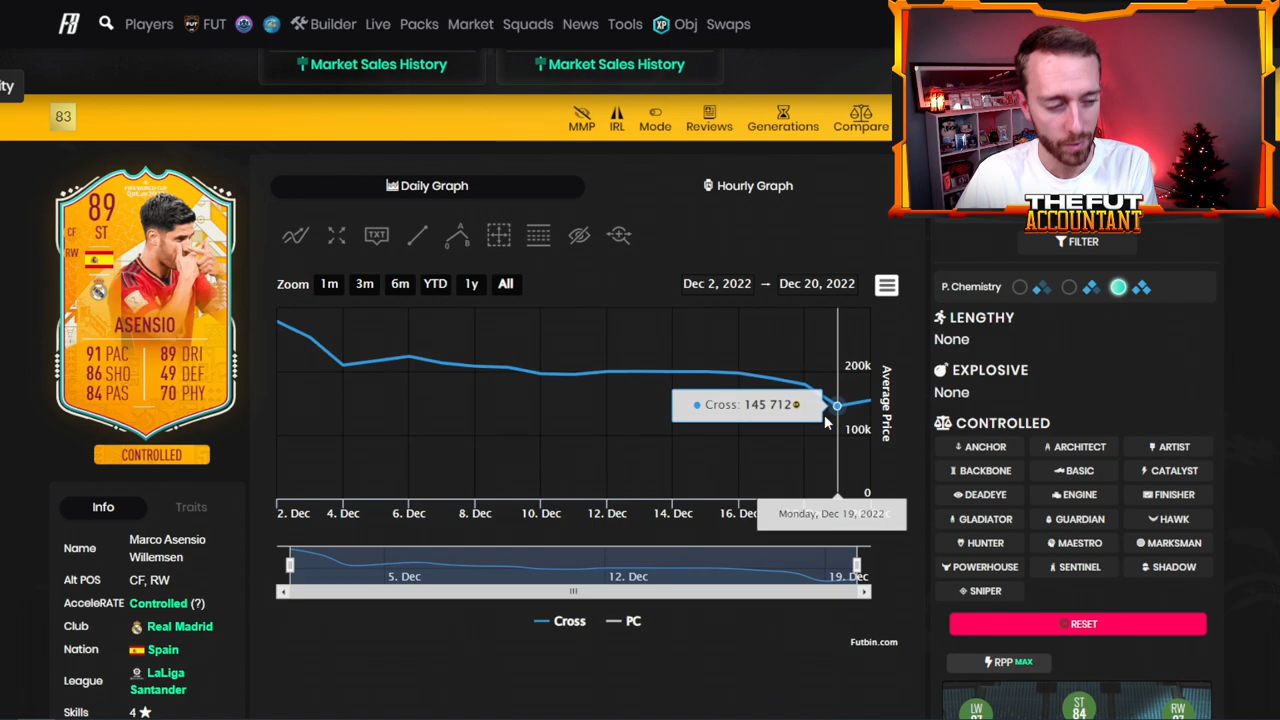 Players FUT Builder Live Packs Market Squads News Tools XP Obj Swaps
ity
Market Sales History Market Sales History
83
MMP IRL Mode Reviews Generations Compare
THE FUT
ACCOUNTANT
FILTER
Daily Graph Hourly Graph
89
ST
CF
RW
ASENSIO
91 PAC 89 DRI
86 SHO 49 DEF
84 PAS 70 PHY
CONTROLLED
TXT
Zoom 1m 3m 6m YTD 1y All Dec 2, 2022 → Dec 20, 2022
200k
100k
0
Average Price
Cross: 145 712
Monday, Dec 19, 2022
2. Dec 4. Dec 6. Dec 8. Dec 10. Dec 12. Dec 14. Dec 16. Dec
5. Dec 12. Dec 19. Dec
Cross PC
Futbin.com
P. Chemistry
LENGTHY
None
EXPLOSIVE
None
CONTROLLED
ANCHOR ARCHITECT ARTIST
BACKBONE BASIC CATALYST
DEADEYE ENGINE FINISHER
GLADIATOR GUARDIAN HAWK
HUNTER MAESTRO MARKSMAN
POWERHOUSE SENTINEL SHADOW
SNIPER
RESET
RPP MAX
LW ST RW
84
Info Traits
Name Marco Asensio
Willemsen
Alt POS CF, RW
AcceleRATE Controlled (?)
Club Real Madrid
Nation Spain
League LaLiga
Santander
Skills 4★